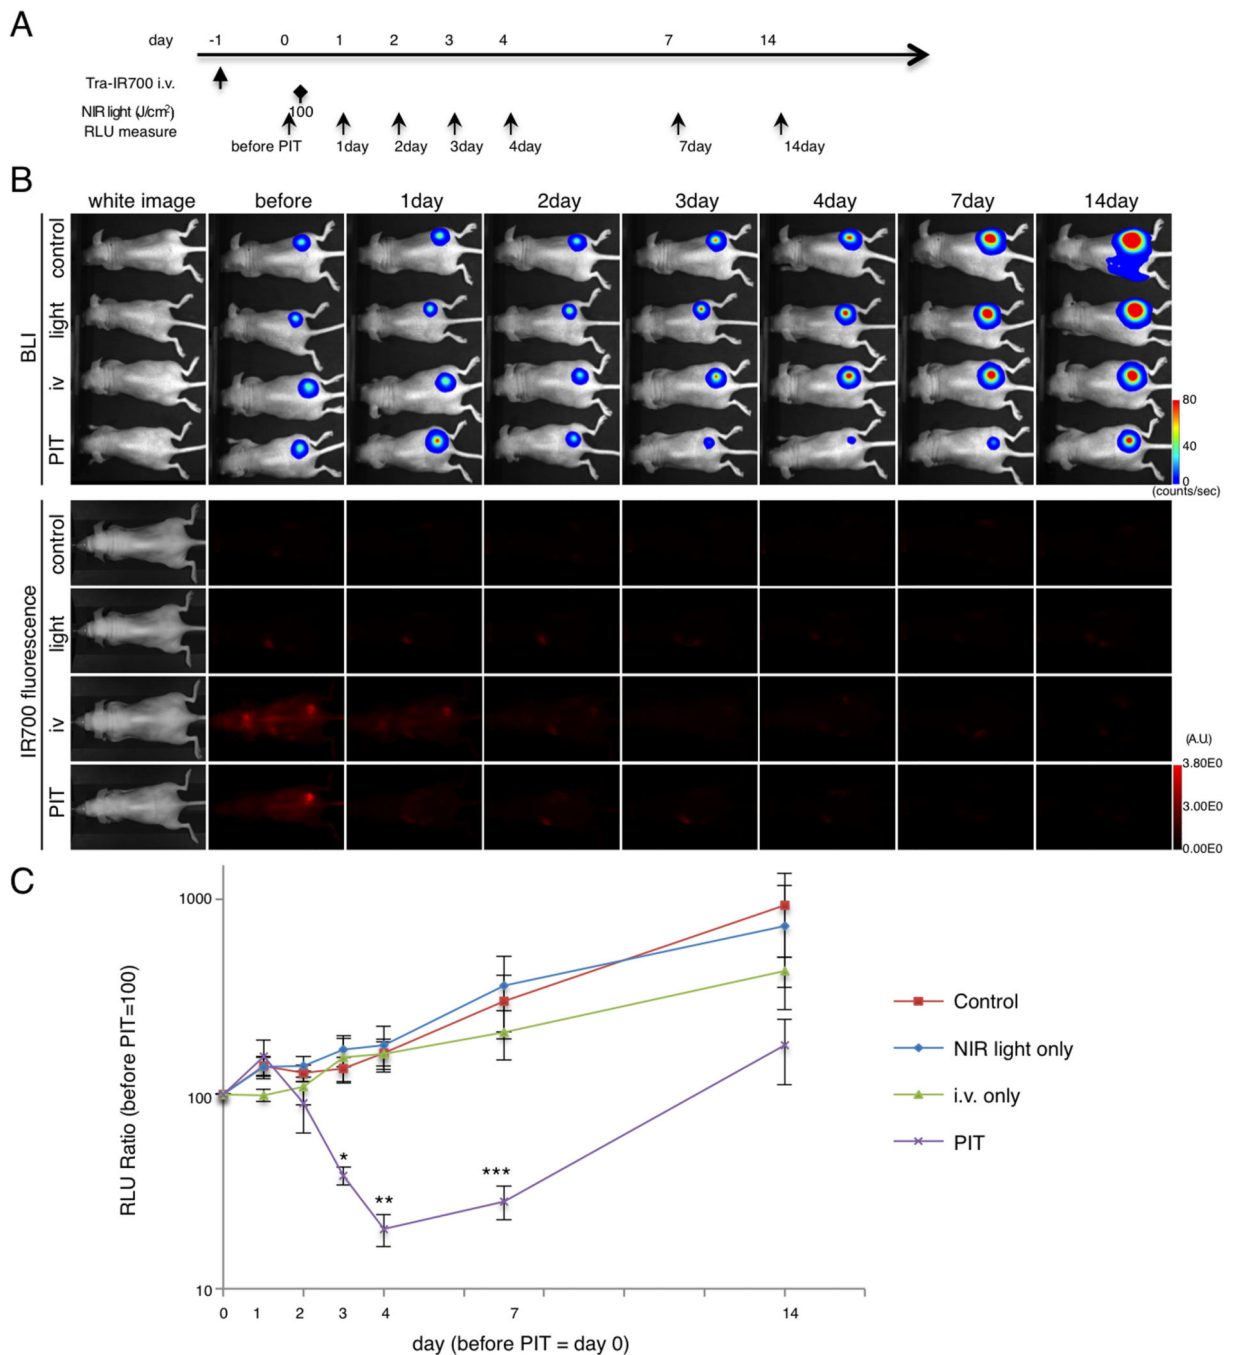 A
day -1 0 1 2 3 4 7 14
Tra-IR700 i.v.
NIR light (J/cm²) 100
RLU measure
before PIT 1day 2day 3day 4day 7day 14day
B
white image before 1day 2day 3day 4day 7day 14day
BLI
control
light
iv
PIT
80
40
0
(counts/sec)
IR700 fluorescence
control
light
iv
PIT
(A.U.)
3.80E0
3.00E0
0.00E0
C
RLU Ratio (before PIT=100)
1000
100
10
* ** ***
0 1 2 3 4 7 14
day (before PIT = day 0)
Control
NIR light only
i.v. only
PIT